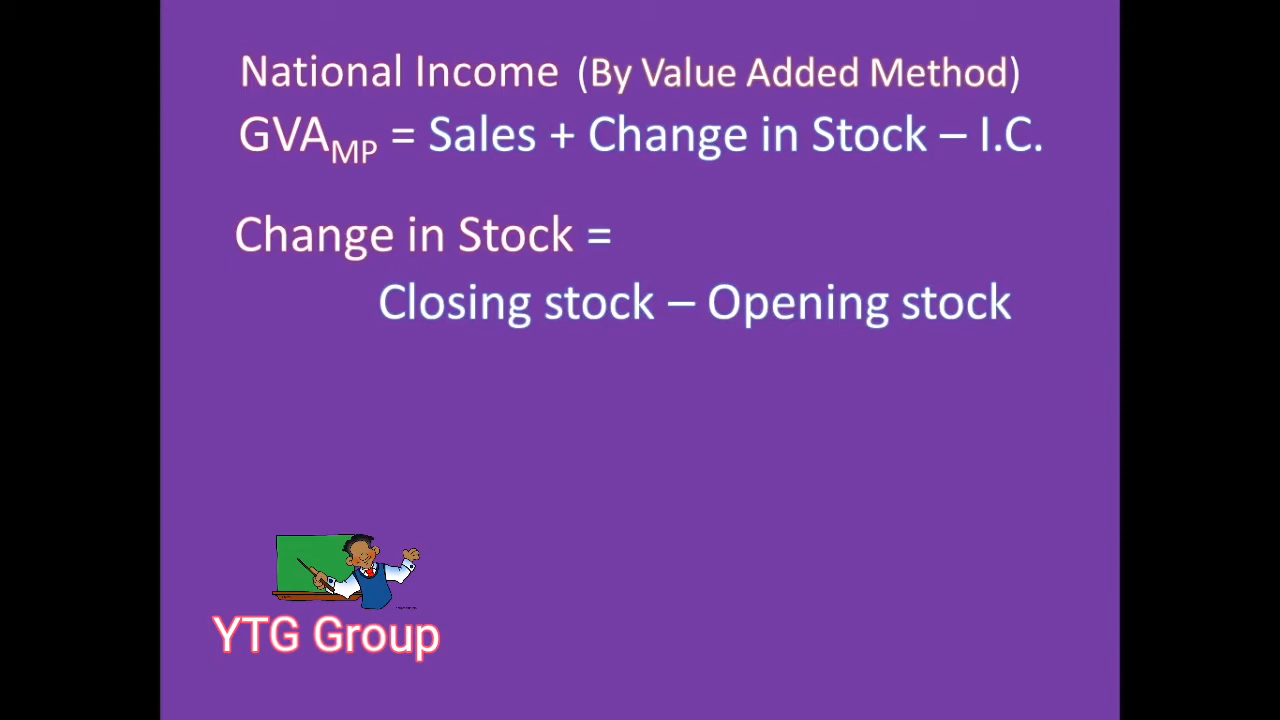 National Income (By Value Added Method)
GVAMP = Sales + Change in Stock – I.C.
Change in Stock =
Closing stock – Opening stock
YTG Group